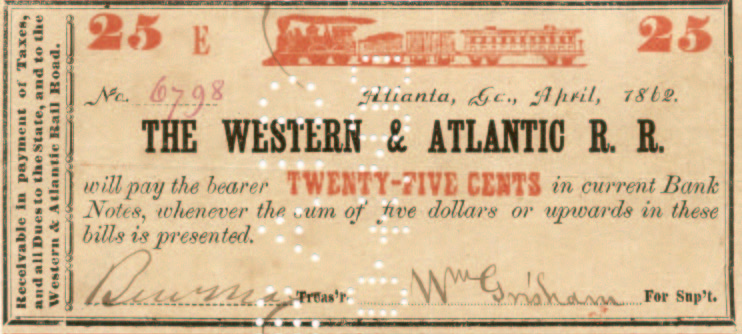 Receivable in payment of Taxes,
and all Dues to the State, and to the
Western & Atlantic Rail Road.
25 E 25
No. 6798 Atlanta, Ga., April, 1862.
THE WESTERN & ATLANTIC R. R.
will pay the bearer TWENTY-FIVE CENTS in current Bank
Notes, whenever the sum of five dollars or upwards in these
bills is presented.
Treas'r Wm Grisham For Sup't.